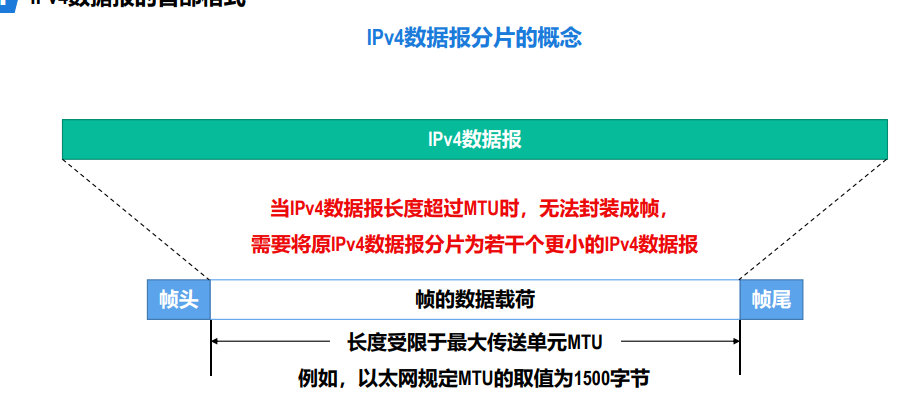 IPv4数据报的首部格式
IPv4数据报分片的概念
IPv4数据报
当IPv4数据报长度超过MTU时，无法封装成帧，
需要将原IPv4数据报分片为若干个更小的IPv4数据报
帧头
帧的数据载荷
帧尾
长度受限于最大传送单元MTU
例如，以太网规定MTU的取值为1500字节